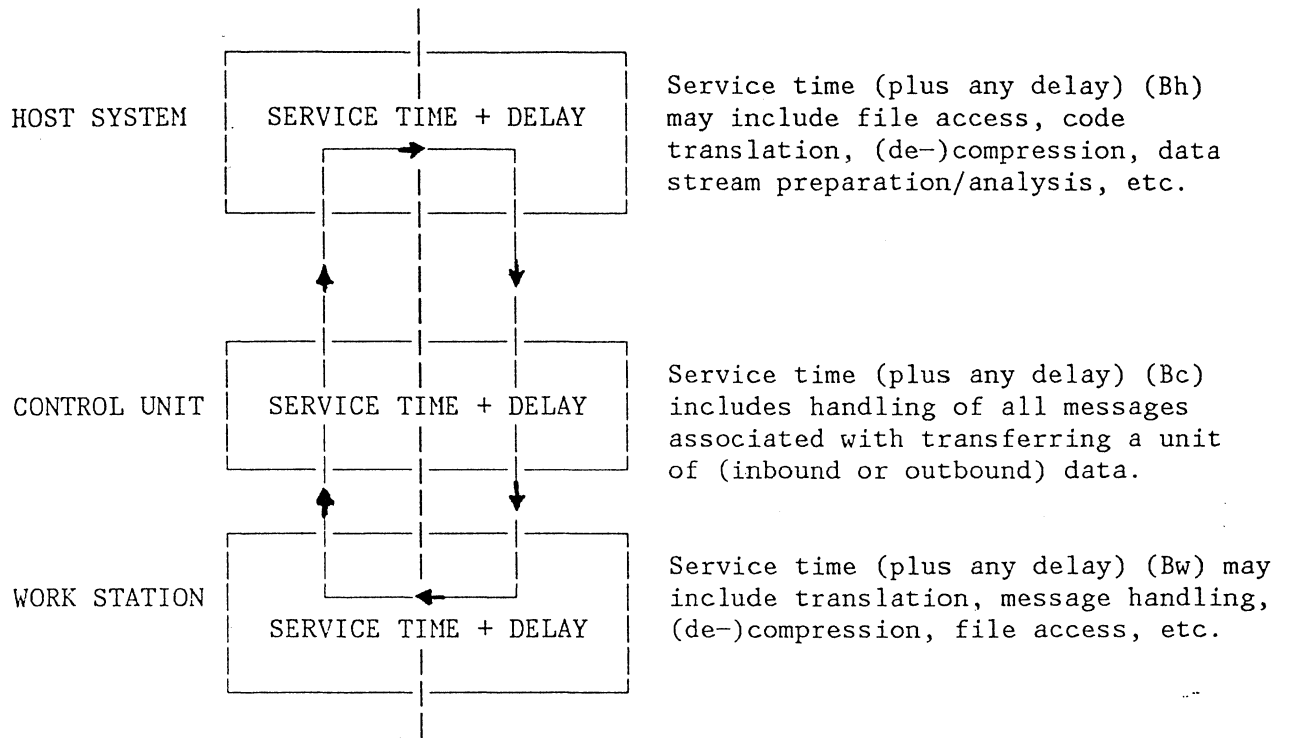 HOST SYSTEM
SERVICE TIME + DELAY
Service time (plus any delay) (Bh)
may include file access, code
translation, (de-)compression, data
stream preparation/analysis, etc.
CONTROL UNIT
SERVICE TIME + DELAY
Service time (plus any delay) (Bc)
includes handling of all messages
associated with transferring a unit
of (inbound or outbound) data.
WORK STATION
SERVICE TIME + DELAY
Service time (plus any delay) (Bw) may
include translation, message handling,
(de-)compression, file access, etc.